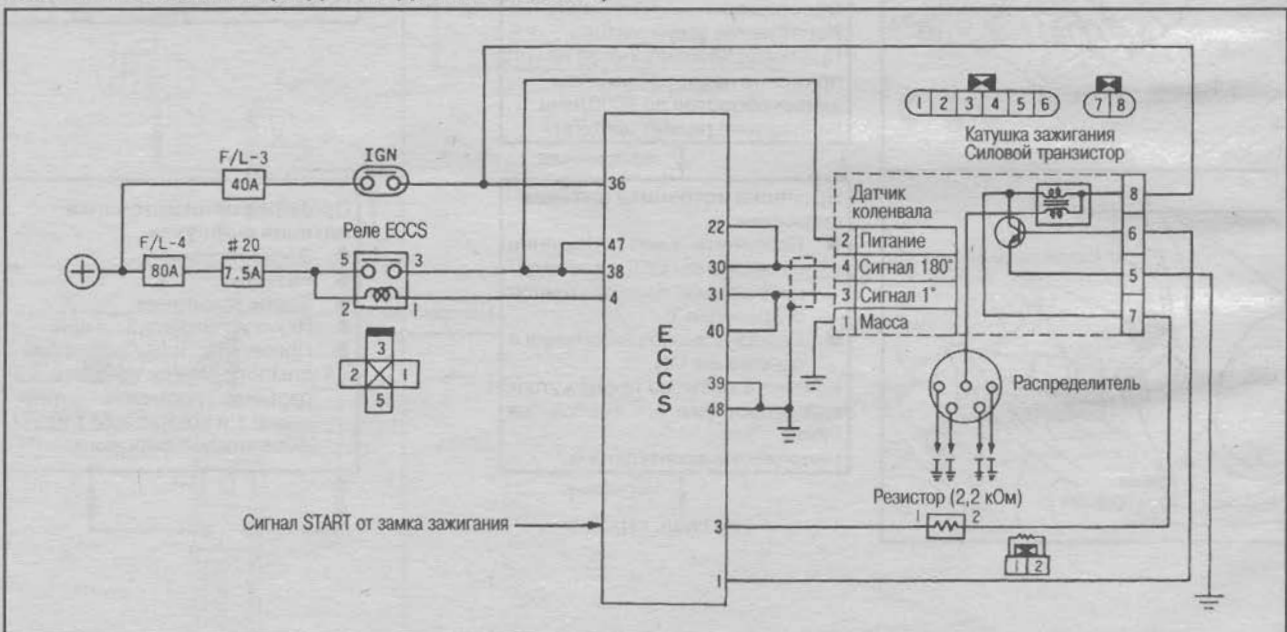 F/L-3
40A
IGN
F/L-4
80A
#20
7.5A
Реле ECCS
5 3
2 1
3
2 1
5
36
47
38
4
22
30
31
40
39
48
3
1
E
C
C
S
1 2 3 4 5 6
7 8
Катушка зажигания
Силовой транзистор
Датчик
коленвала
2 Питание
4 Сигнал 180°
3 Сигнал 1°
1 Масса
8
6
5
7
Распределитель
Резистор (2,2 кОм)
1 2
1 2
Сигнал START от замка зажигания